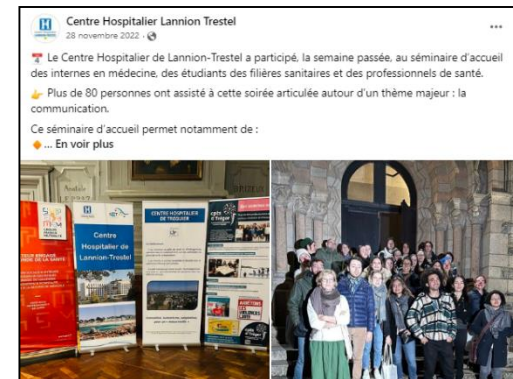 Centre Hospitalier Lannion Trestel
28 novembre 2022 ·
Le Centre Hospitalier de Lannion-Trestel a participé, la semaine passée, au séminaire d'accueil
des internes en médecine, des étudiants des filières sanitaires et des professionnels de santé.
Plus de 80 personnes ont assisté à cette soirée articulée autour d'un thème majeur : la
communication.
Ce séminaire d'accueil permet notamment de :
... En voir plus
Centre
Hospitalier de
Lannion-Trestel
CENTRE HOSPITALIER
DE TREGUIER